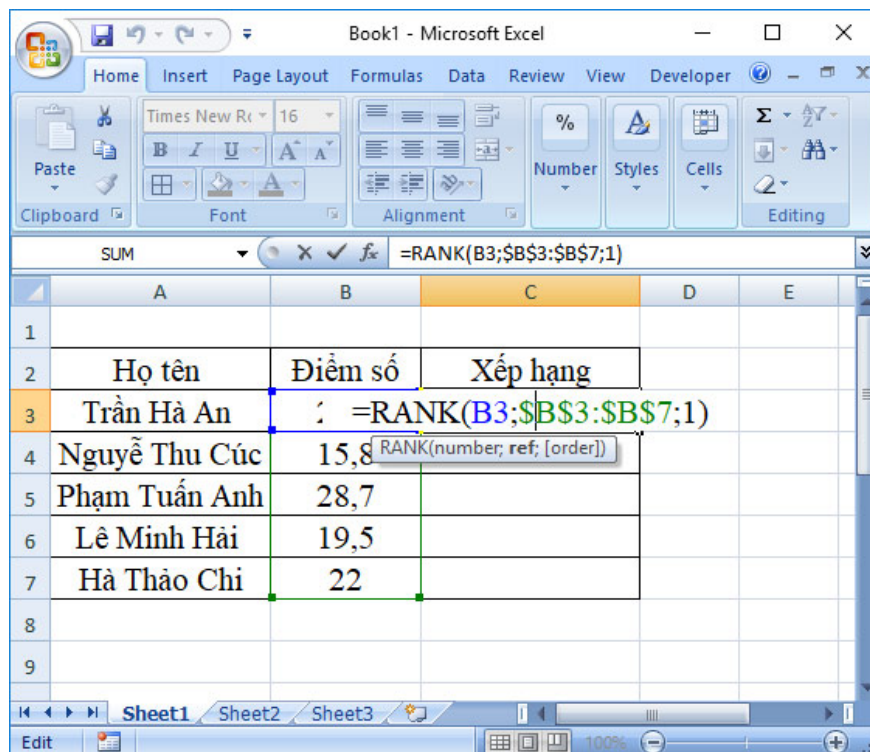 Book1 - Microsoft Excel
Home Insert Page Layout Formulas Data Review View Developer
Times New Ro 16
Paste
B I U A A
% Number Styles Cells
Σ
Clipboard Font Alignment Editing
SUM fx =RANK(B3;$B$3:$B$7;1)
A B C D E
1
2 Họ tên Điểm số Xếp hạng
3 Trần Hà An =RANK(B3;$B$3:$B$7;1)
RANK(number; ref; [order])
4 Nguyễ Thu Cúc 15,8
5 Phạm Tuấn Anh 28,7
6 Lê Minh Hải 19,5
7 Hà Thảo Chi 22
8
9
Sheet1 Sheet2 Sheet3
Edit 100%